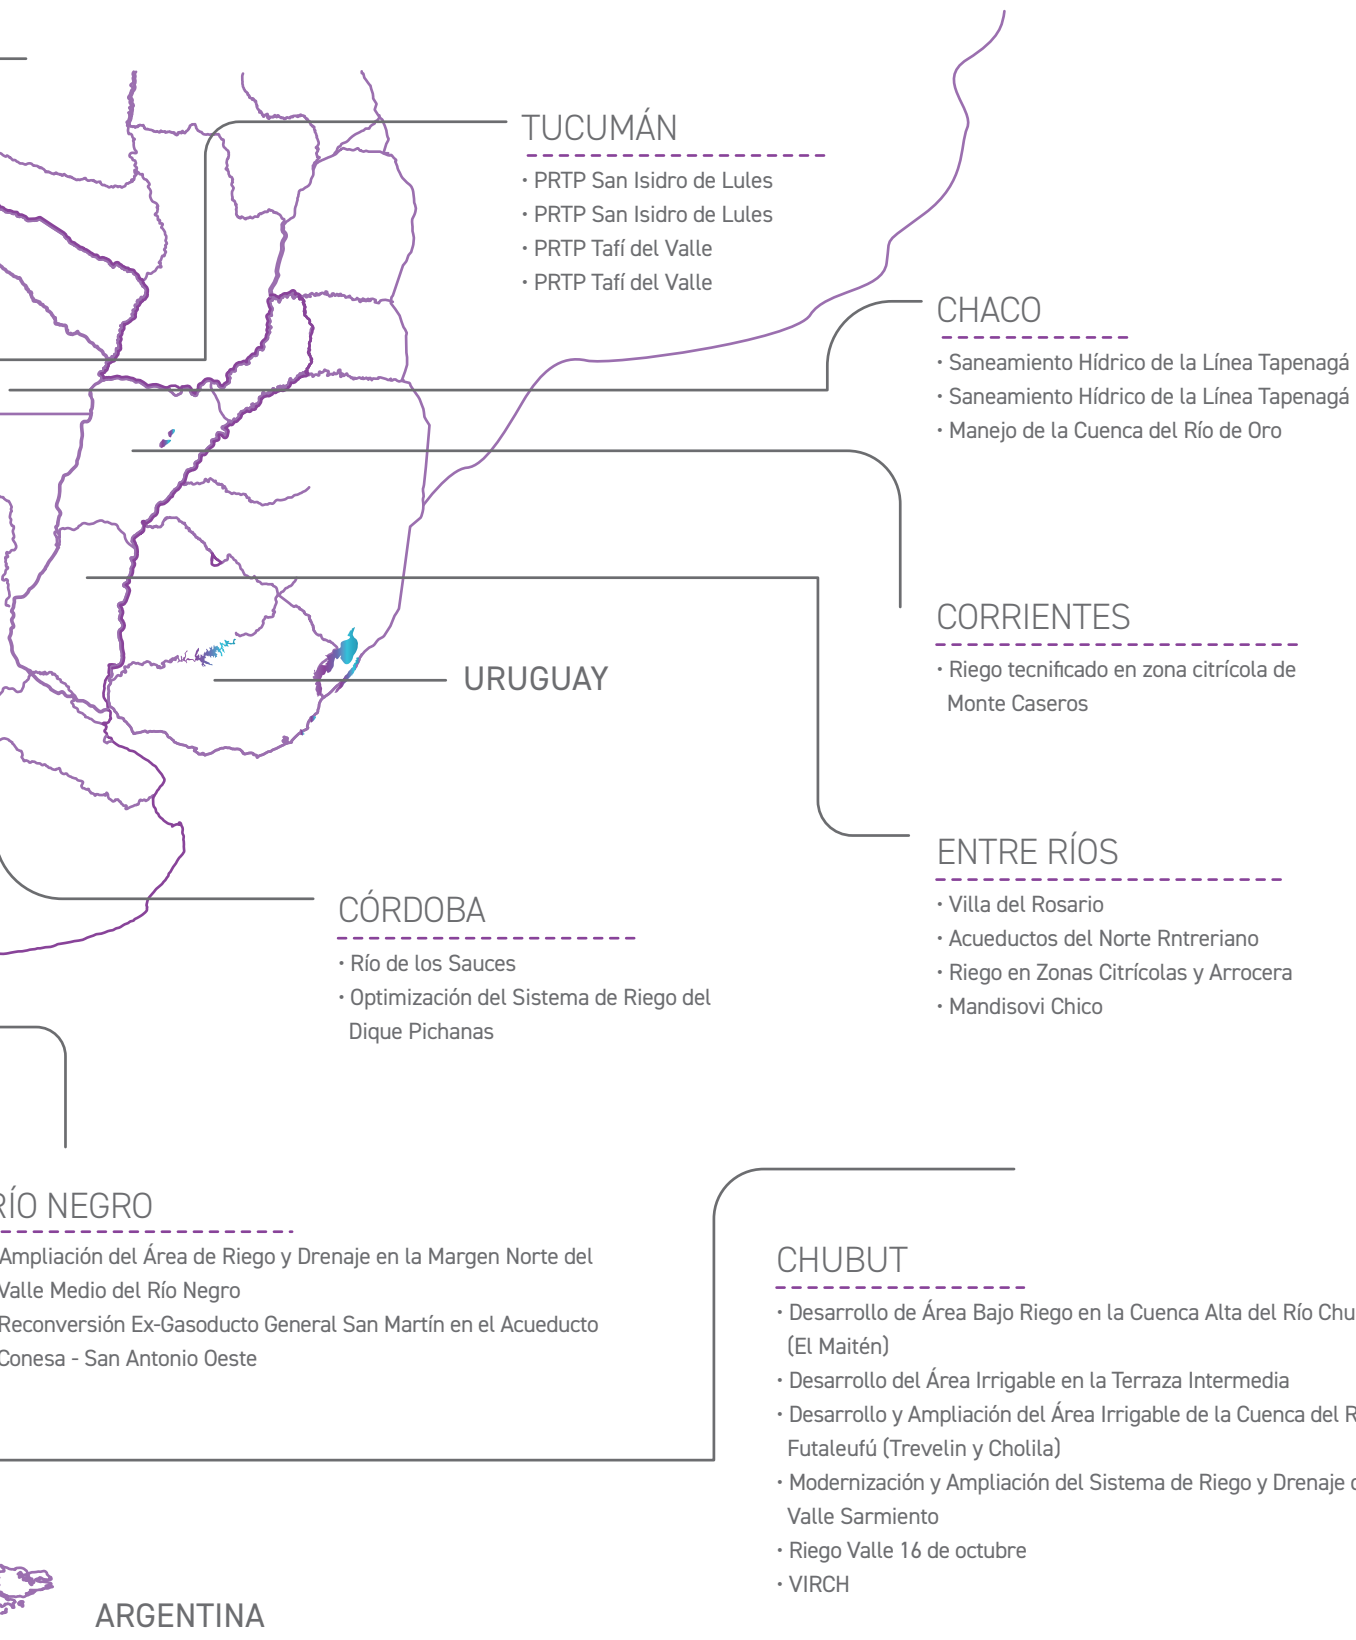 TUCUMÁN
• PRTP San Isidro de Lules
• PRTP San Isidro de Lules
• PRTP Tafí del Valle
• PRTP Tafí del Valle
CHACO
• Saneamiento Hídrico de la Línea Tapenagá
• Saneamiento Hídrico de la Línea Tapenagá
• Manejo de la Cuenca del Río de Oro
CORRIENTES
• Riego tecnificado en zona citrícola de
Monte Caseros
URUGUAY
ENTRE RÍOS
• Villa del Rosario
• Acueductos del Norte Rntreriano
• Riego en Zonas Citrícolas y Arrocera
• Mandisovi Chico
CÓRDOBA
• Río de los Sauces
• Optimización del Sistema de Riego del
Dique Pichanas
RÍO NEGRO
Ampliación del Área de Riego y Drenaje en la Margen Norte del
Valle Medio del Río Negro
Reconversión Ex-Gasoducto General San Martín en el Acueducto
Conesa - San Antonio Oeste
CHUBUT
• Desarrollo de Área Bajo Riego en la Cuenca Alta del Río Chu
(El Maitén)
• Desarrollo del Área Irrigable en la Terraza Intermedia
• Desarrollo y Ampliación del Área Irrigable de la Cuenca del R
Futaleufú (Trevelin y Cholila)
• Modernización y Ampliación del Sistema de Riego y Drenaje
Valle Sarmiento
• Riego Valle 16 de octubre
• VIRCH
ARGENTINA